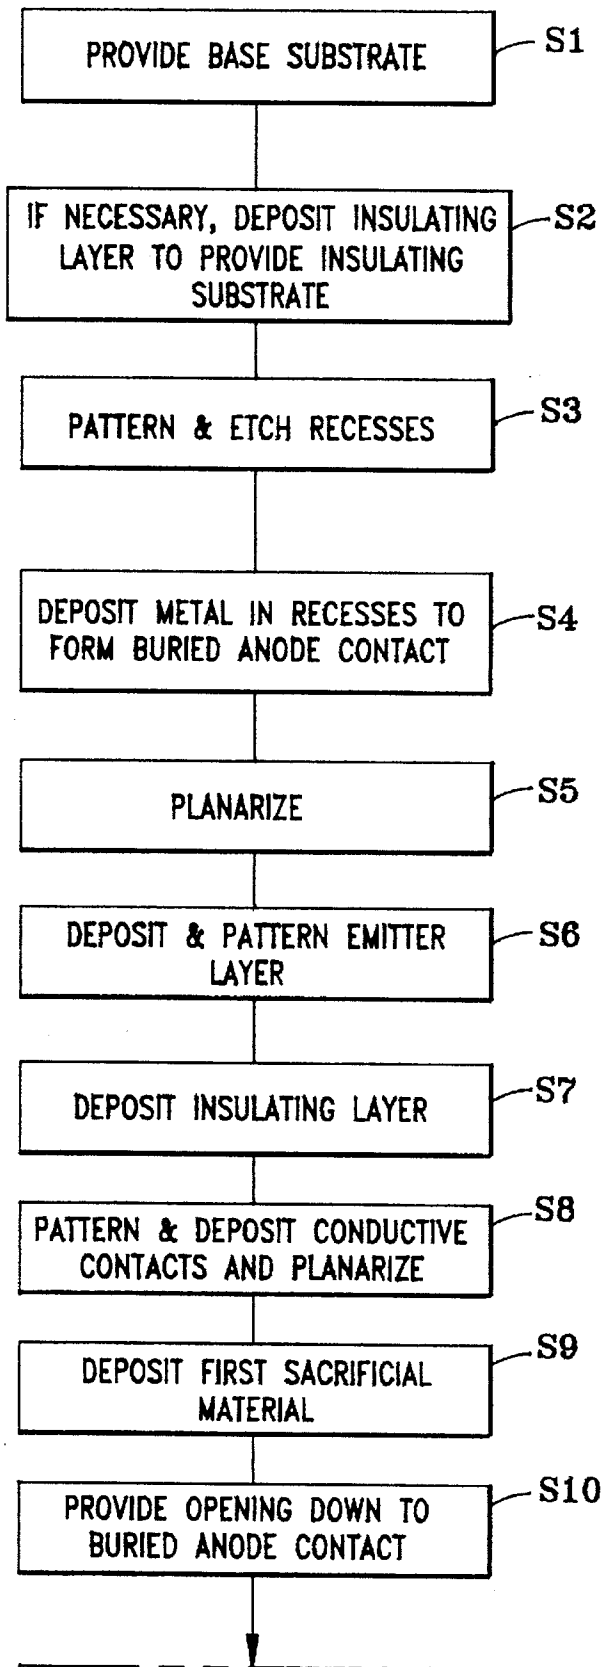 PROVIDE BASE SUBSTRATE
S1
IF NECESSARY, DEPOSIT INSULATING
LAYER TO PROVIDE INSULATING
SUBSTRATE
S2
PATTERN & ETCH RECESSES
S3
DEPOSIT METAL IN RECESSES TO
FORM BURIED ANODE CONTACT
S4
PLANARIZE
S5
DEPOSIT & PATTERN EMITTER
LAYER
S6
DEPOSIT INSULATING LAYER
S7
PATTERN & DEPOSIT CONDUCTIVE
CONTACTS AND PLANARIZE
S8
DEPOSIT FIRST SACRIFICIAL
MATERIAL
S9
PROVIDE OPENING DOWN TO
BURIED ANODE CONTACT
S10